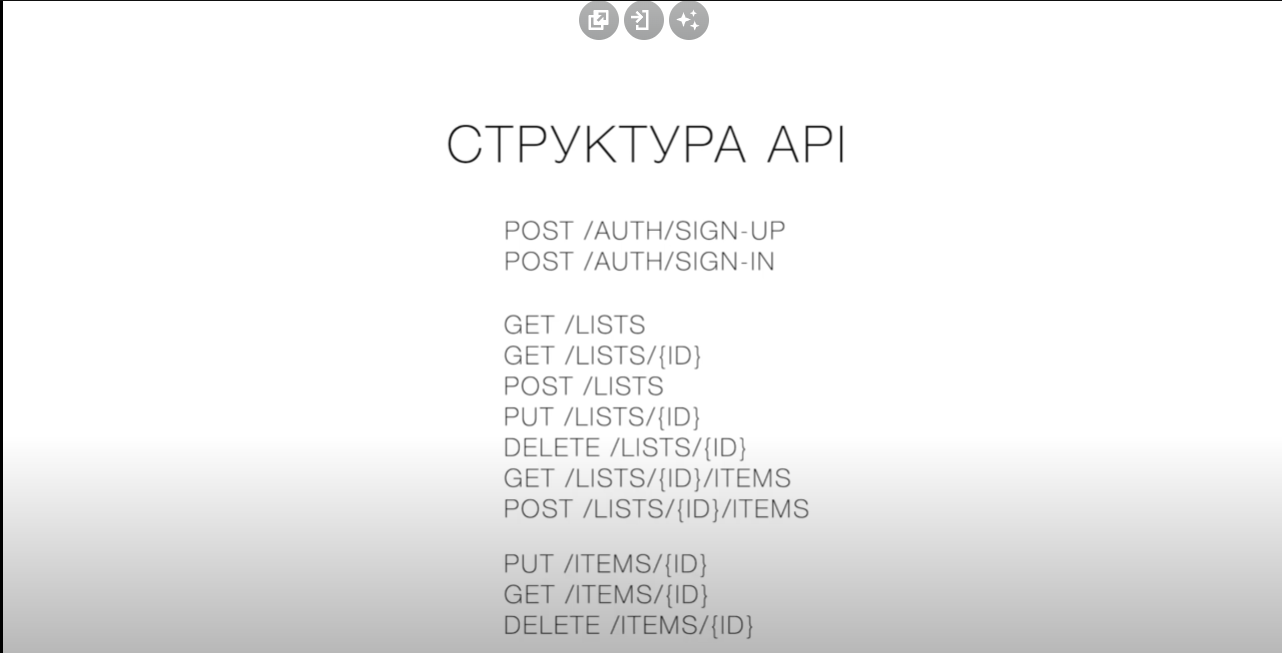 СТРУКТУРА API
POST /AUTH/SIGN-UP
POST /AUTH/SIGN-IN
GET /LISTS
GET /LISTS/{ID}
POST /LISTS
PUT /LISTS/{ID}
DELETE /LISTS/{ID}
GET /LISTS/{ID}/ITEMS
POST /LISTS/{ID}/ITEMS
PUT /ITEMS/{ID}
GET /ITEMS/{ID}
DELETE /ITEMS/{ID}